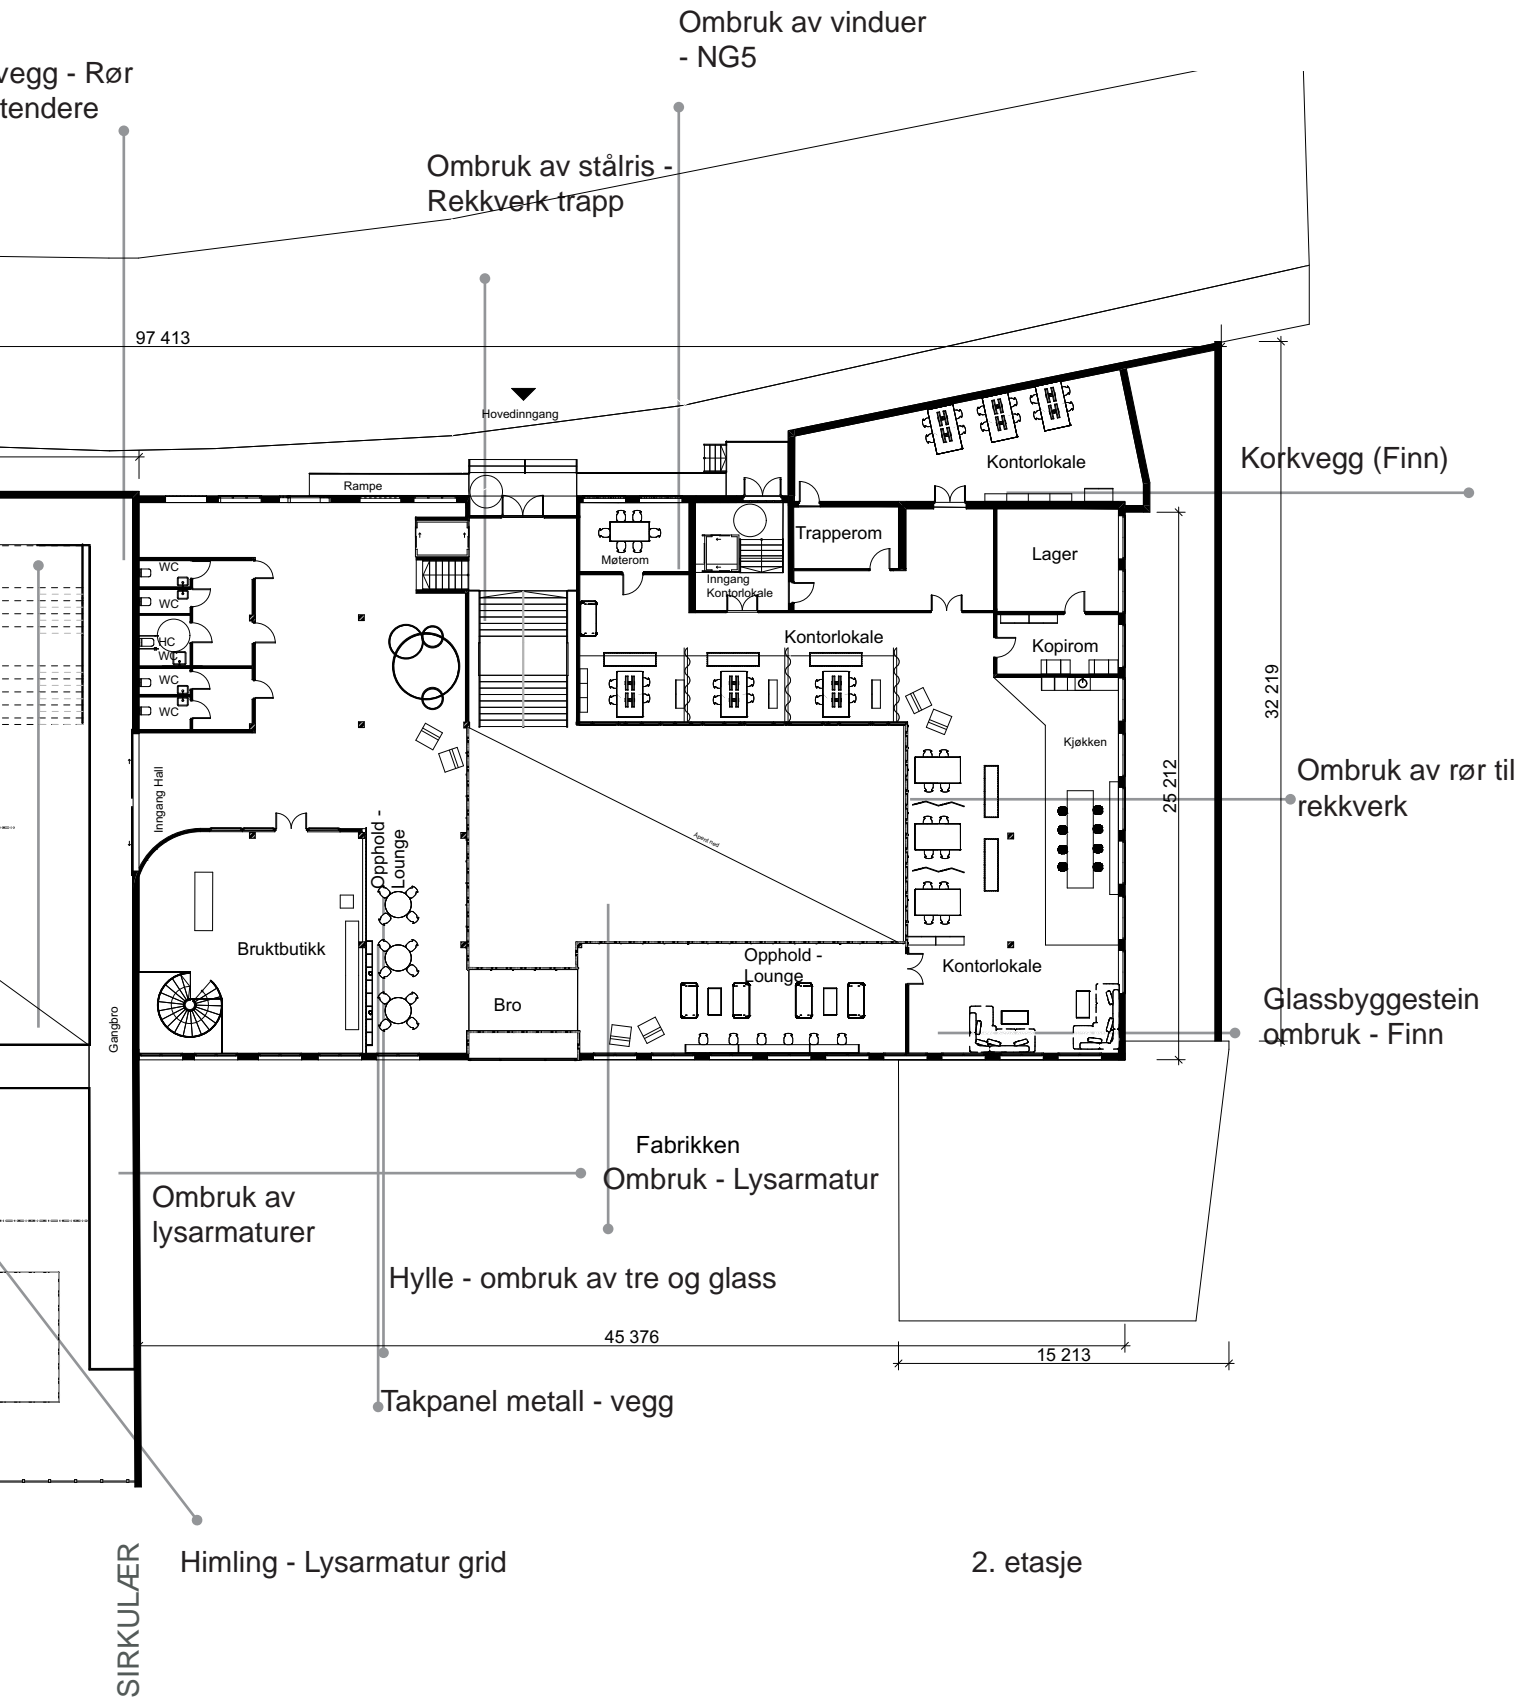 Ombruk av vinduer
- NG5
vegg - Rør
tendere
Ombruk av stålris -
Rekkverk trapp
97 413
Hovedinngang
Kontorlokale
Korkvegg (Finn)
Rampe
Trapperom
Lager
Møterom
WC
Inngang
Kontorlokale
WC
HC
WC
Kontorlokale
Kopirom
WC
WC
32 219
Kjøkken
Inngang Hall
25 212
Ombruk av rør til
rekkverk
Opphold -
Lounge
Åpent ned
Bruktbutikk
Opphold -
Lounge
Kontorlokale
Bro
Gangbro
Glassbyggestein
ombruk - Finn
Fabrikken
Ombruk - Lysarmatur
Ombruk av
lysarmaturer
Hylle - ombruk av tre og glass
45 376
15 213
Takpanel metall - vegg
Himling - Lysarmatur grid
2. etasje
SIRKULÆR